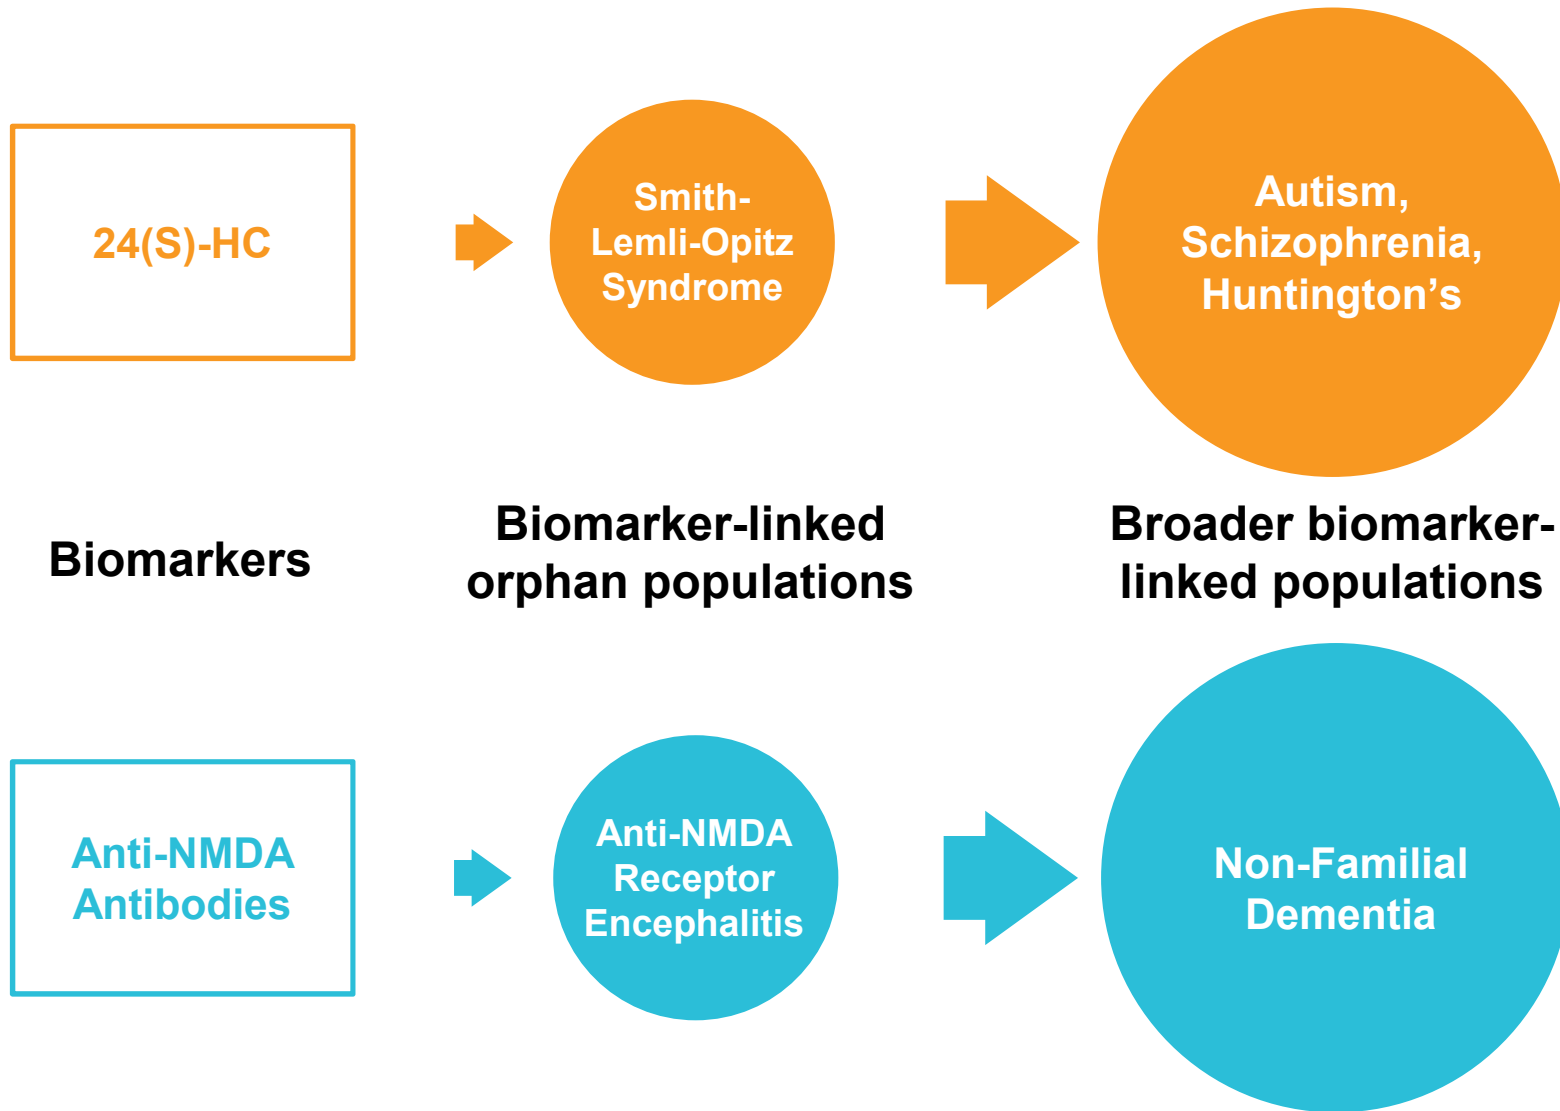 24(S)-HC
Smith-
Lemli-Opitz
Syndrome
Autism,
Schizophrenia,
Huntington’s
Biomarkers
Biomarker-linked
orphan populations
Broader biomarker-
linked populations
Anti-NMDA
Antibodies
Anti-NMDA
Receptor
Encephalitis
Non-Familial
Dementia